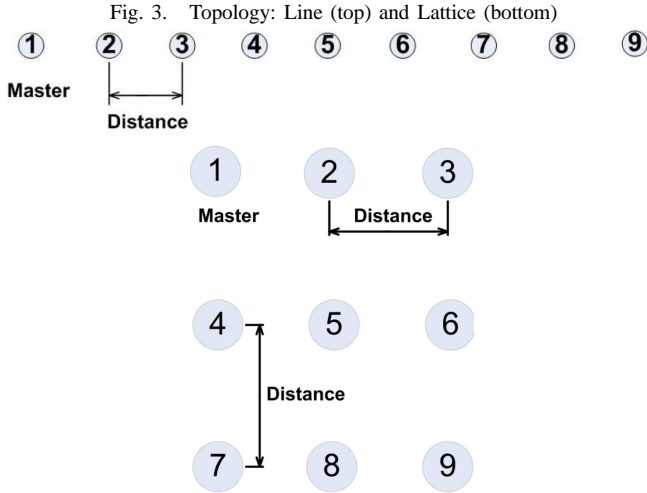 Fig. 3. Topology: Line (top) and Lattice (bottom)
1 2 3 4 5 6 7 8 9
Master
Distance
1 2 3
Master Distance
4 5 6
Distance
7 8 9